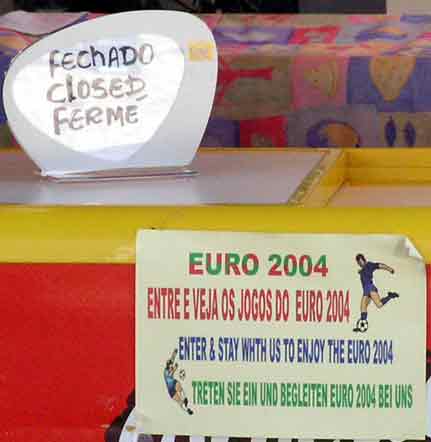 FECHADO
CLOSED
FERME
EURO 2004
ENTRE E VEJA OS JOGOS DO EURO 2004
ENTER & STAY WHTH US TO ENJOY THE EURO 2004
TRETEN SIE EIN UND BEGLEITEN EURO 2004 BEI UNS